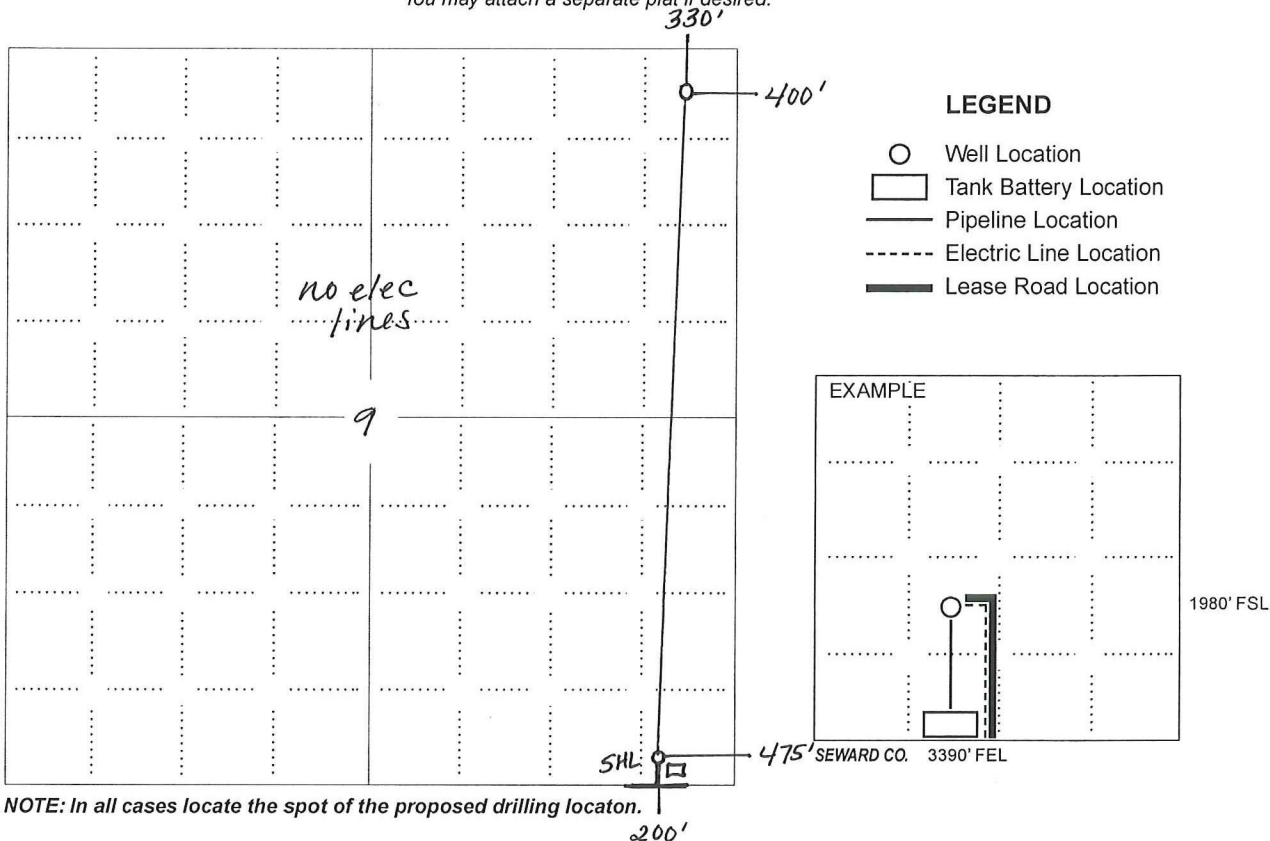 You may attach a separate plat if desired.
330'
400'
LEGEND
Well Location
Tank Battery Location
Pipeline Location
Electric Line Location
Lease Road Location
no elec
lines
9
EXAMPLE
1980' FSL
SHL
475'
SEWARD CO. 3390' FEL
NOTE: In all cases locate the spot of the proposed drilling locaton.
200'